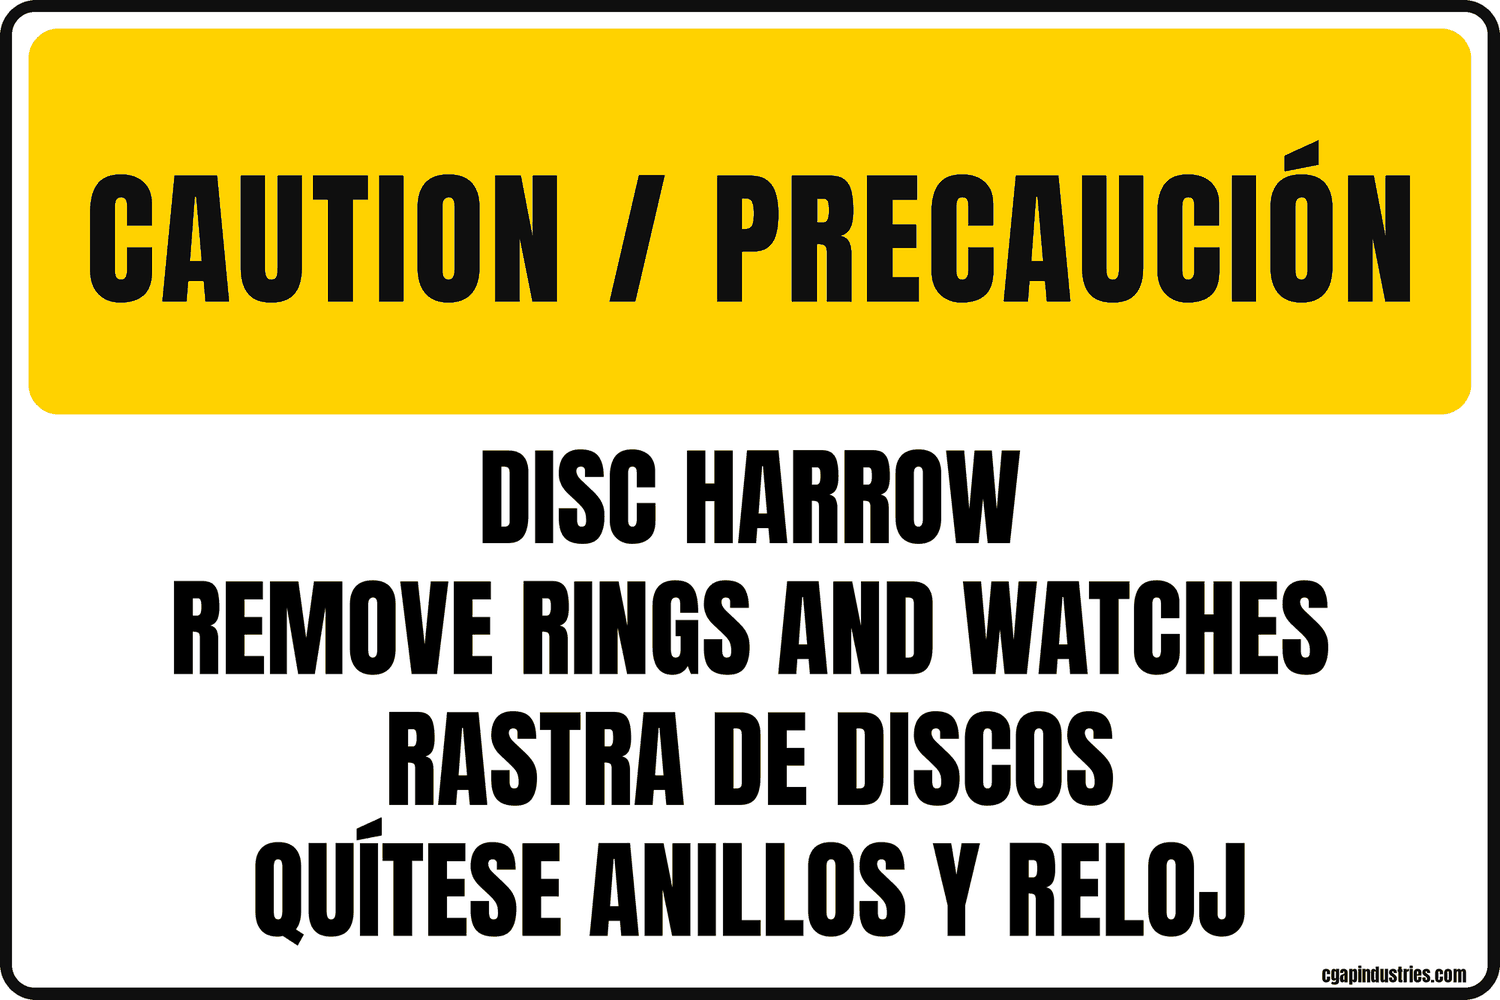 CAUTION / PRECAUCIÓN
DISC HARROW
REMOVE RINGS AND WATCHES
RASTRA DE DISCOS
QUÍTESE ANILLOS Y RELOJ
cgapindustries.com